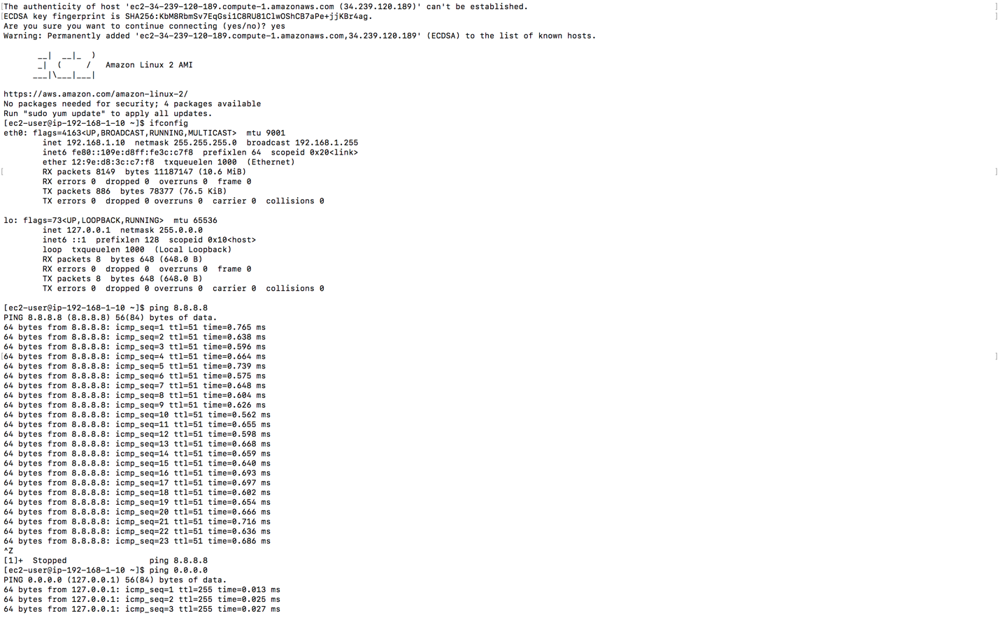 The authenticity of host 'ec2-34-239-120-189.compute-1.amazonaws.com (34.239.120.189)' can't be established.
ECDSA key fingerprint is SHA256:KbM8RbmSv7EqGsi1C8RU81ClwOShCB7aPe+jjKBr4ag.
Are you sure you want to continue connecting (yes/no)? yes
Warning: Permanently added 'ec2-34-239-120-189.compute-1.amazonaws.com,34.239.120.189' (ECDSA) to the list of known hosts.
       __|  __|_  )
       _|  (     /   Amazon Linux 2 AMI
      ___|\___|___|
https://aws.amazon.com/amazon-linux-2/
No packages needed for security; 4 packages available
Run "sudo yum update" to apply all updates.
[ec2-user@ip-192-168-1-10 ~]$ ifconfig
eth0: flags=4163<UP,BROADCAST,RUNNING,MULTICAST>  mtu 9001
        inet 192.168.1.10  netmask 255.255.255.0  broadcast 192.168.1.255
        inet6 fe80::109e:d8ff:fe3c:c7f8  prefixlen 64  scopeid 0x20<link>
        ether 12:9e:d8:3c:c7:f8  txqueuelen 1000  (Ethernet)
        RX packets 8149  bytes 11187147 (10.6 MiB)
        RX errors 0  dropped 0  overruns 0  frame 0
        TX packets 886  bytes 78377 (76.5 KiB)
        TX errors 0  dropped 0 overruns 0  carrier 0  collisions 0
lo: flags=73<UP,LOOPBACK,RUNNING>  mtu 65536
        inet 127.0.0.1  netmask 255.0.0.0
        inet6 ::1  prefixlen 128  scopeid 0x10<host>
        loop  txqueuelen 1000  (Local Loopback)
        RX packets 8  bytes 648 (648.0 B)
        RX errors 0  dropped 0  overruns 0  frame 0
        TX packets 8  bytes 648 (648.0 B)
        TX errors 0  dropped 0 overruns 0  carrier 0  collisions 0
[ec2-user@ip-192-168-1-10 ~]$ ping 8.8.8.8
PING 8.8.8.8 (8.8.8.8) 56(84) bytes of data.
64 bytes from 8.8.8.8: icmp_seq=1 ttl=51 time=0.765 ms
64 bytes from 8.8.8.8: icmp_seq=2 ttl=51 time=0.638 ms
64 bytes from 8.8.8.8: icmp_seq=3 ttl=51 time=0.596 ms
64 bytes from 8.8.8.8: icmp_seq=4 ttl=51 time=0.664 ms
64 bytes from 8.8.8.8: icmp_seq=5 ttl=51 time=0.739 ms
64 bytes from 8.8.8.8: icmp_seq=6 ttl=51 time=0.575 ms
64 bytes from 8.8.8.8: icmp_seq=7 ttl=51 time=0.648 ms
64 bytes from 8.8.8.8: icmp_seq=8 ttl=51 time=0.604 ms
64 bytes from 8.8.8.8: icmp_seq=9 ttl=51 time=0.626 ms
64 bytes from 8.8.8.8: icmp_seq=10 ttl=51 time=0.562 ms
64 bytes from 8.8.8.8: icmp_seq=11 ttl=51 time=0.655 ms
64 bytes from 8.8.8.8: icmp_seq=12 ttl=51 time=0.598 ms
64 bytes from 8.8.8.8: icmp_seq=13 ttl=51 time=0.668 ms
64 bytes from 8.8.8.8: icmp_seq=14 ttl=51 time=0.659 ms
64 bytes from 8.8.8.8: icmp_seq=15 ttl=51 time=0.640 ms
64 bytes from 8.8.8.8: icmp_seq=16 ttl=51 time=0.693 ms
64 bytes from 8.8.8.8: icmp_seq=17 ttl=51 time=0.697 ms
64 bytes from 8.8.8.8: icmp_seq=18 ttl=51 time=0.602 ms
64 bytes from 8.8.8.8: icmp_seq=19 ttl=51 time=0.654 ms
64 bytes from 8.8.8.8: icmp_seq=20 ttl=51 time=0.666 ms
64 bytes from 8.8.8.8: icmp_seq=21 ttl=51 time=0.716 ms
64 bytes from 8.8.8.8: icmp_seq=22 ttl=51 time=0.636 ms
64 bytes from 8.8.8.8: icmp_seq=23 ttl=51 time=0.686 ms
^Z
[1]+  Stopped                 ping 8.8.8.8
[ec2-user@ip-192-168-1-10 ~]$ ping 0.0.0.0
PING 0.0.0.0 (127.0.0.1) 56(84) bytes of data.
64 bytes from 127.0.0.1: icmp_seq=1 ttl=255 time=0.013 ms
64 bytes from 127.0.0.1: icmp_seq=2 ttl=255 time=0.025 ms
64 bytes from 127.0.0.1: icmp_seq=3 ttl=255 time=0.027 ms